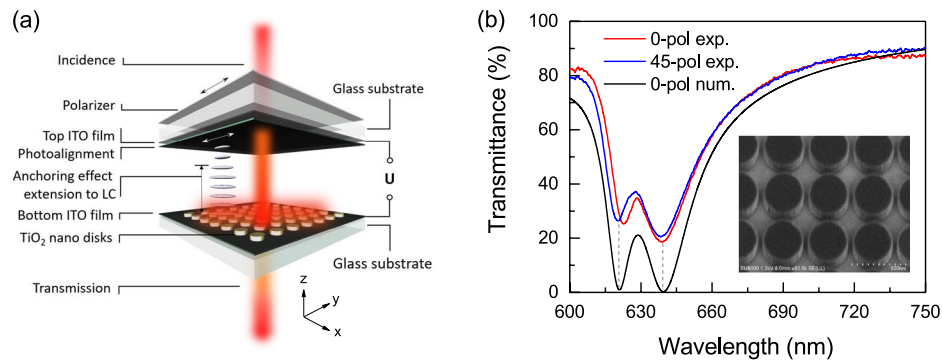 (a)
Incidence
Polarizer
Top ITO film
Photoalignment
Anchoring effect
extension to LC
Bottom ITO film
TiO2 nano disks
Transmission
Glass substrate
U
Glass substrate
z
y
x
(b)
Transmittance (%)
100
80
60
40
20
0
0-pol exp.
45-pol exp.
0-pol num.
500nm
600
630
660
690
720
750
Wavelength (nm)